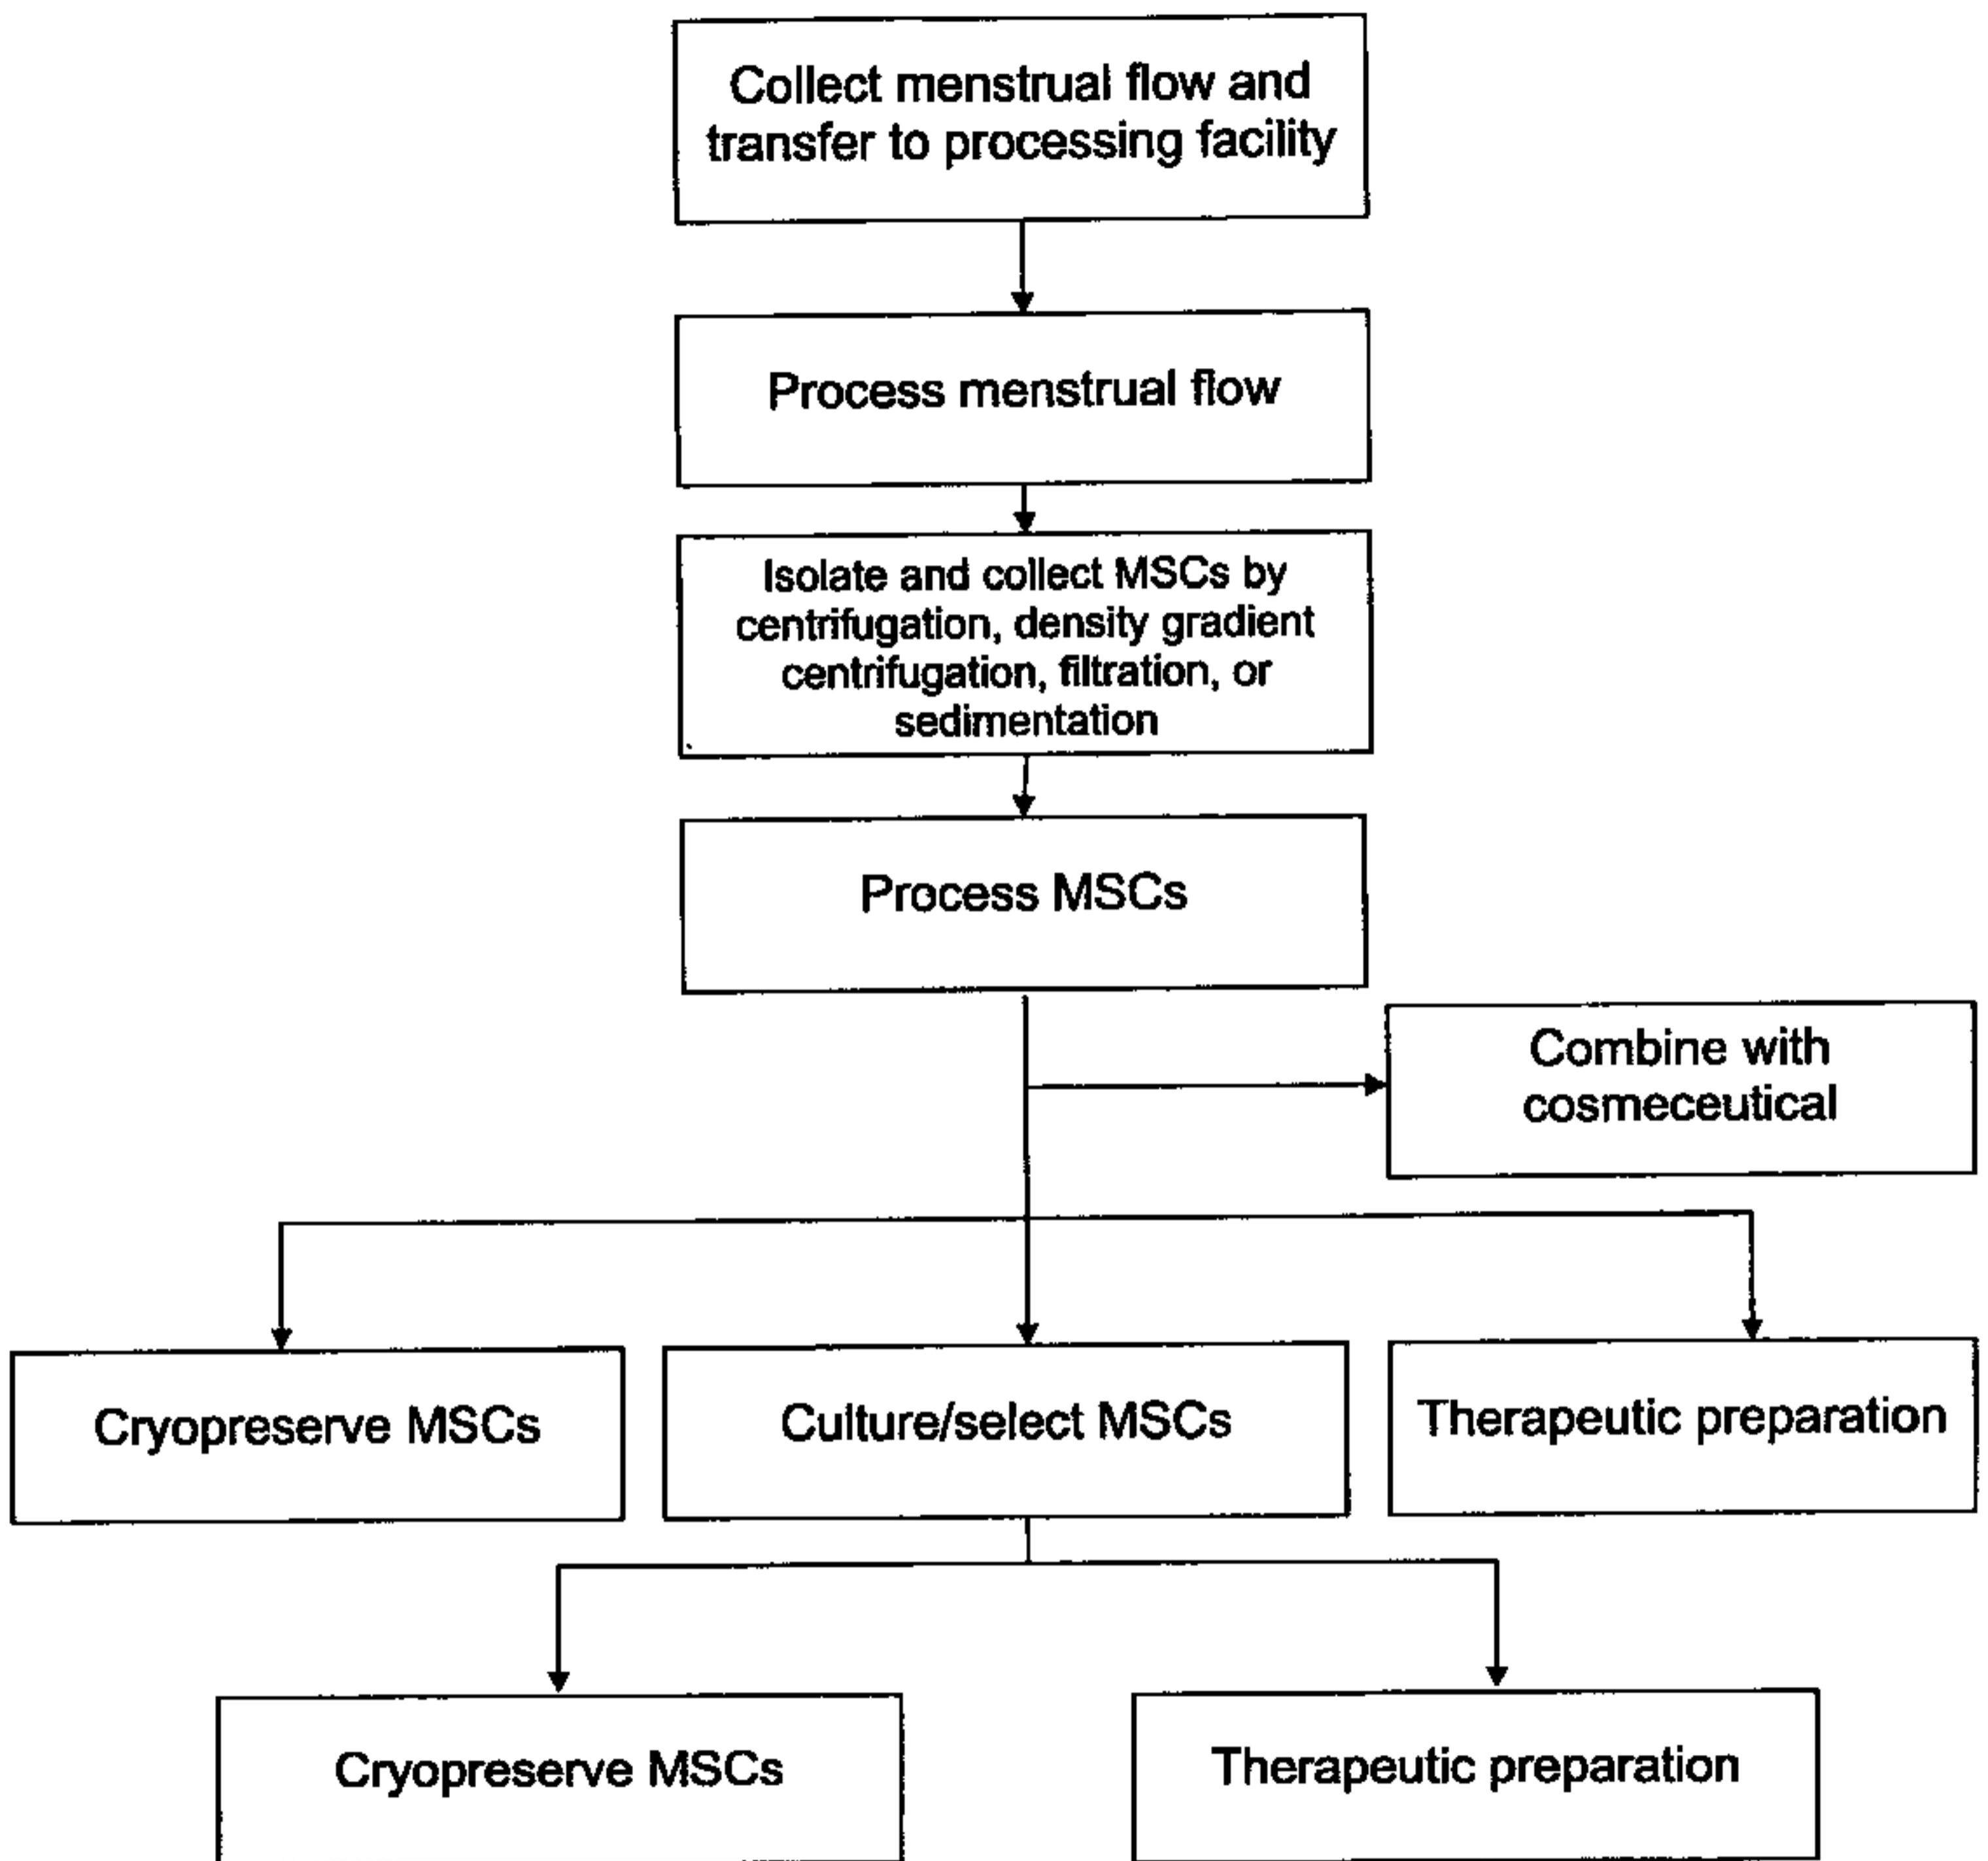 Collect menstrual flow and
transfer to processing facility
Process menstrual flow
Isolate and collect MSCs by
centrifugation, density gradient
centrifugation, filtration, or
sedimentation
Process MSCs
Combine with
cosmeceutical
Cryopreserve MSCs
Culture/select MSCs
Therapeutic preparation
Cryopreserve MSCs
Therapeutic preparation